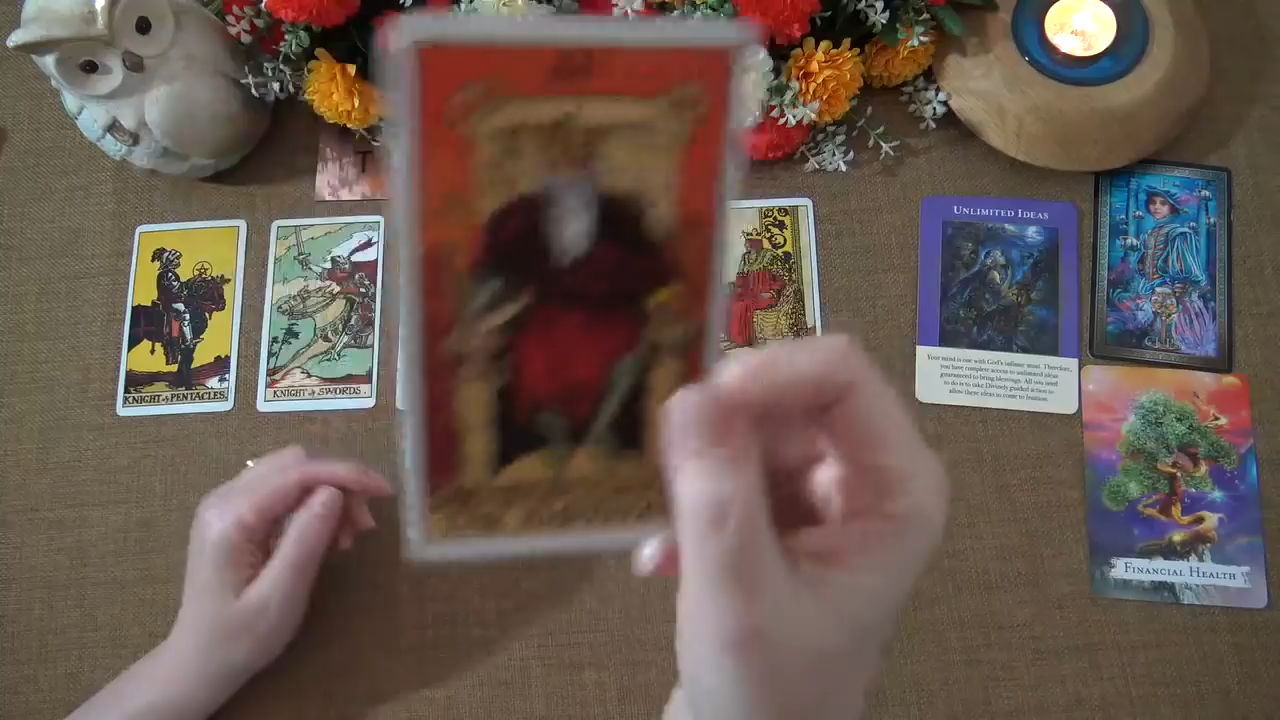 T
UNLIMITED IDEAS
KNIGHT of PENTACLES.
KNIGHT of SWORDS.
Your mind is one with God's infinite mind. Therefore,
you have complete access to unlimited ideas
guaranteed to bring blessings. All you need
to do is to take Divinely guided action to
allow these ideas to come to fruition.
FINANCIAL HEALTH